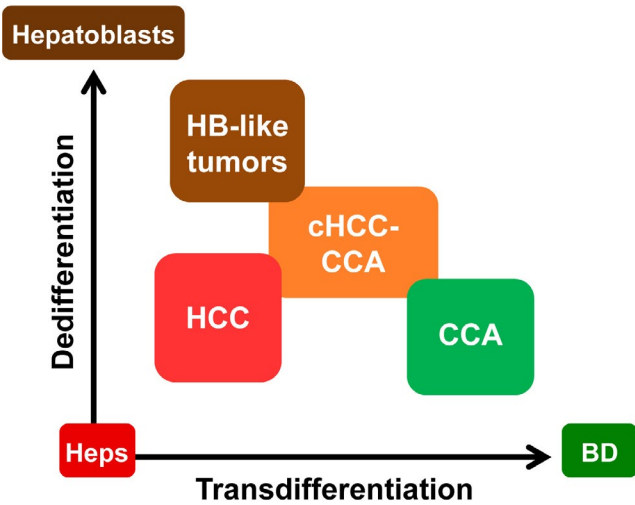 Hepatoblasts
HB-like
tumors
cHCC-
CCA
HCC
CCA
Dedifferentiation
Heps
BD
Transdifferentiation